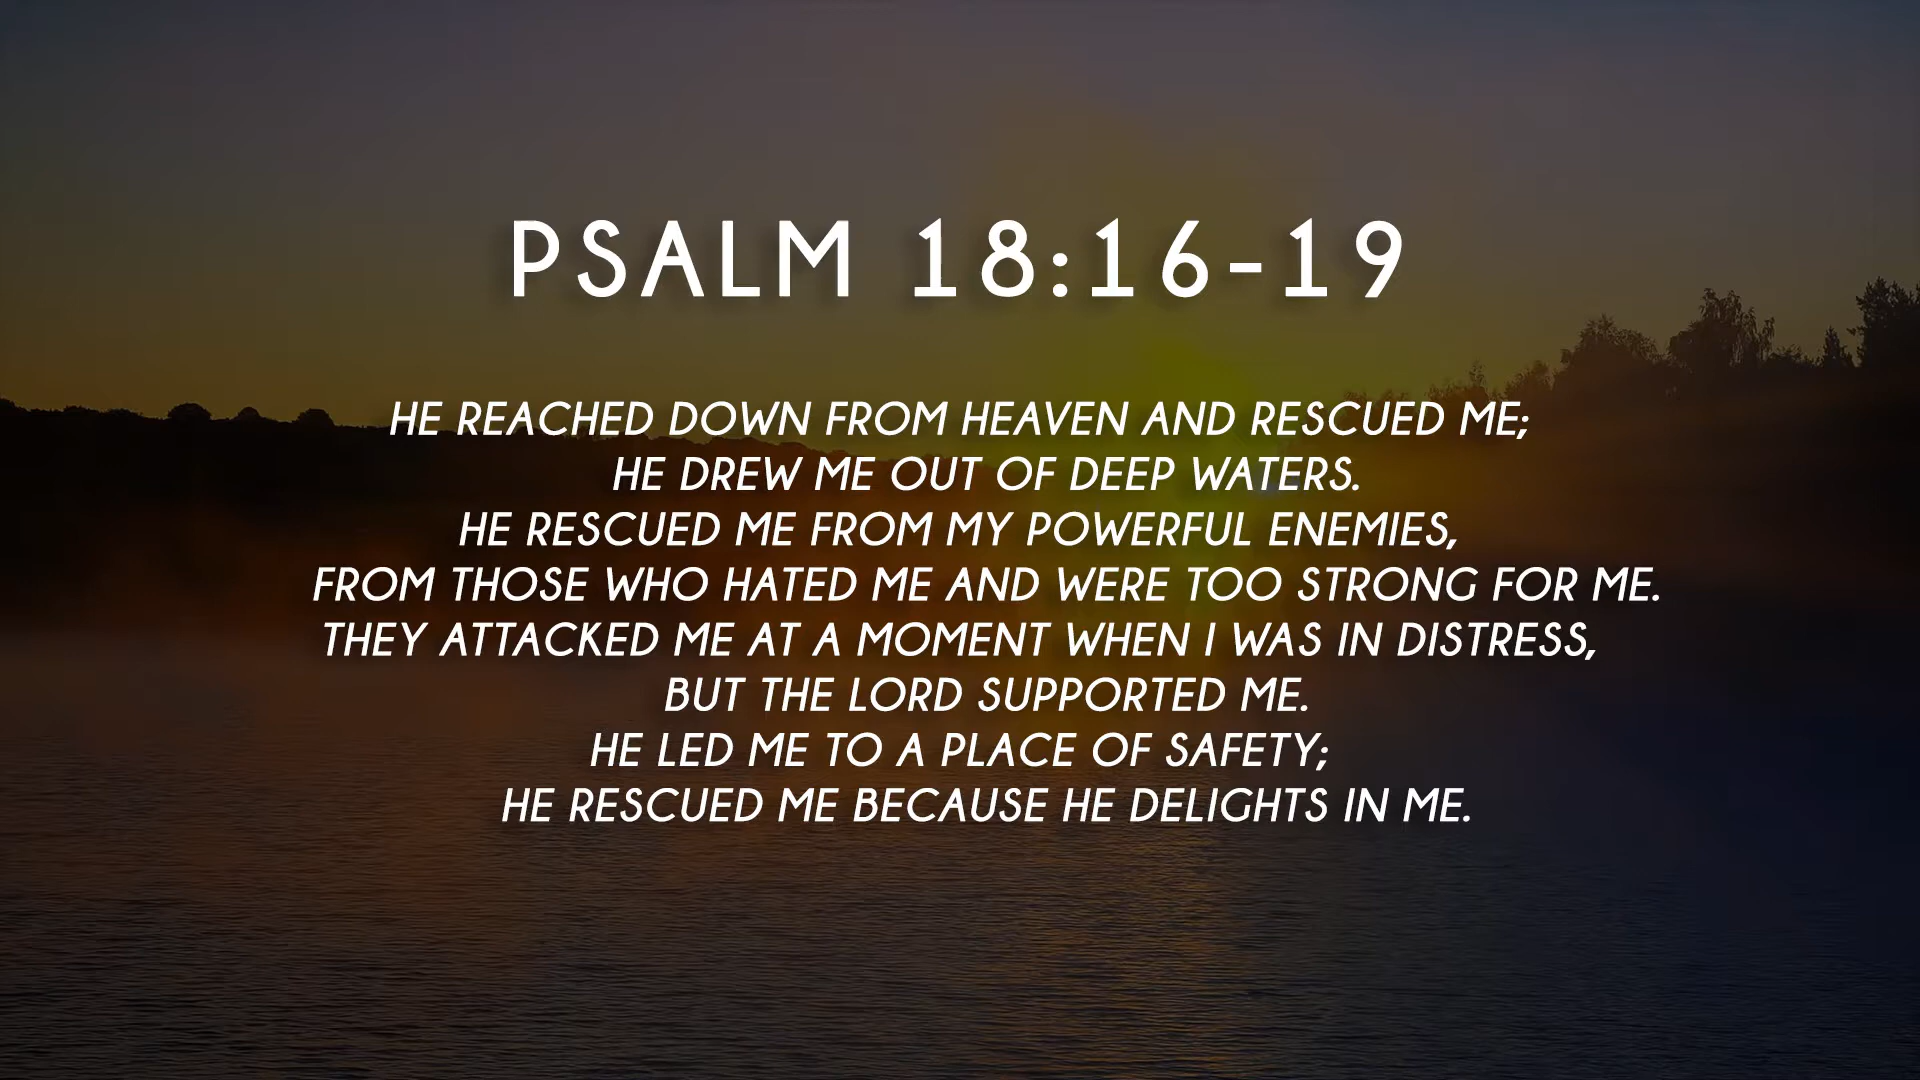 PSALM 18:16-19
HE REACHED DOWN FROM HEAVEN AND RESCUED ME;
HE DREW ME OUT OF DEEP WATERS.
HE RESCUED ME FROM MY POWERFUL ENEMIES,
FROM THOSE WHO HATED ME AND WERE TOO STRONG FOR ME.
THEY ATTACKED ME AT A MOMENT WHEN I WAS IN DISTRESS,
BUT THE LORD SUPPORTED ME.
HE LED ME TO A PLACE OF SAFETY;
HE RESCUED ME BECAUSE HE DELIGHTS IN ME.